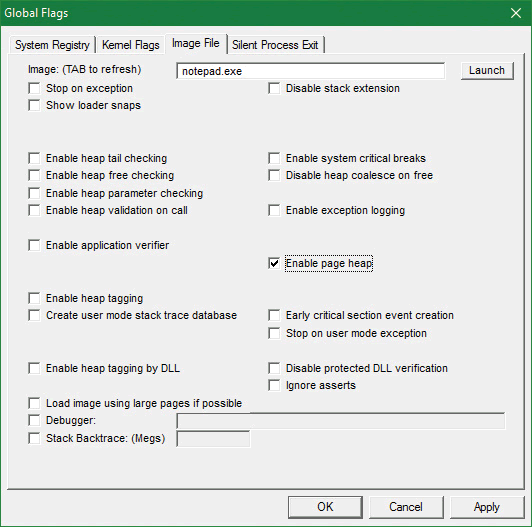 Global Flags
System Registry Kernel Flags Image File Silent Process Exit
Image: (TAB to refresh) notepad.exe Launch
Stop on exception Disable stack extension
Show loader snaps
Enable heap tail checking Enable system critical breaks
Enable heap free checking Disable heap coalesce on free
Enable heap parameter checking
Enable heap validation on call Enable exception logging
Enable application verifier
Enable page heap
Enable heap tagging
Create user mode stack trace database Early critical section event creation
Stop on user mode exception
Enable heap tagging by DLL Disable protected DLL verification
Ignore asserts
Load image using large pages if possible
Debugger:
Stack Backtrace: (Megs)
OK Cancel Apply